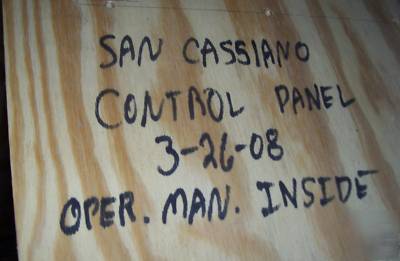 SAN CASSIANO
CONTROL PANEL
3-26-08
OPER. MAN. INSIDE